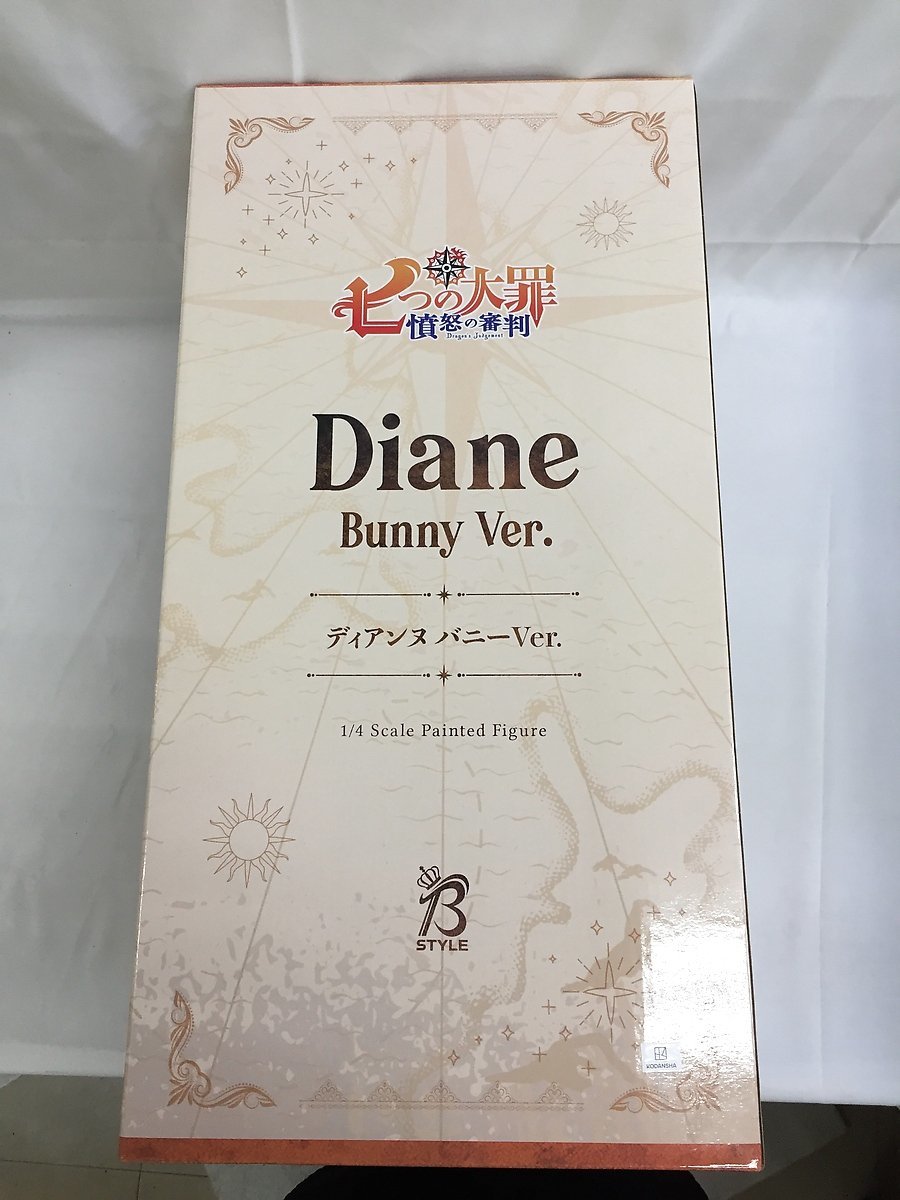 七つの大罪
憤怒の審判
Dragon's Judgement
Diane
Bunny Ver.
ディアンヌ バニーVer.
1/4 Scale Painted Figure
B
STYLE
KODANSHA